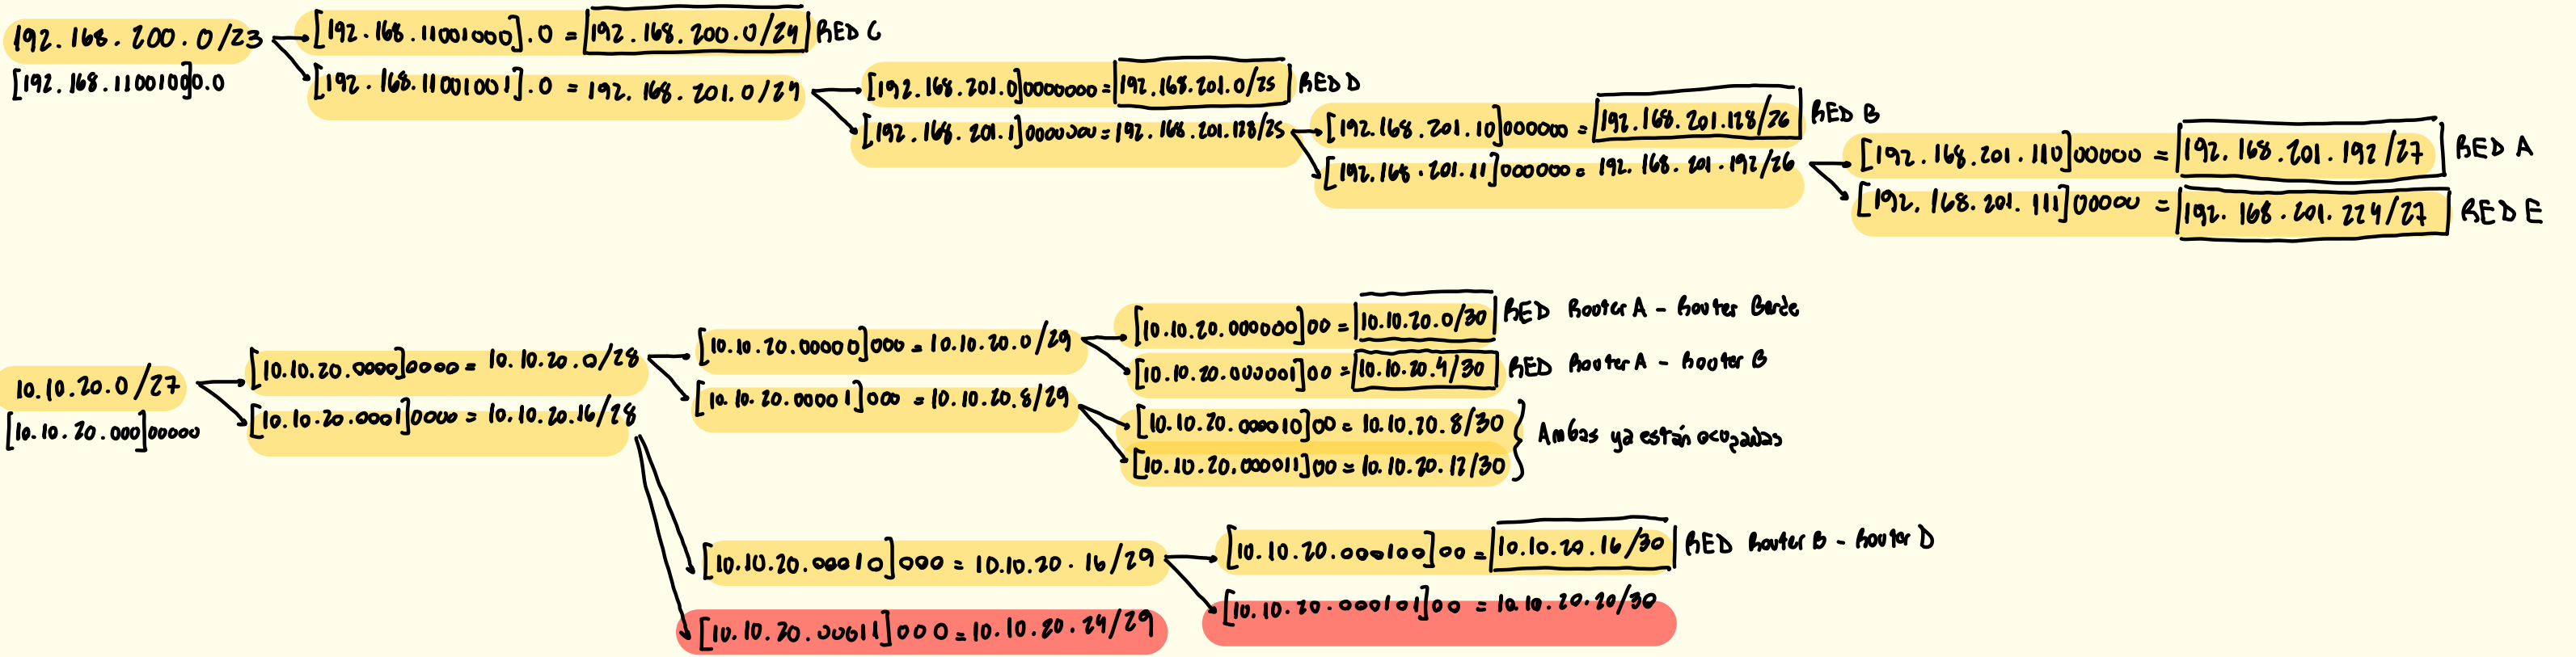 192.168.200.0/23
[192.168.1100100]0.0
[192.168.11001000].0 = 192.168.200.0/24 RED C
[192.168.11001001].0 = 192.168.201.0/24
[192.168.201.0]0000000 = 192.168.201.0/25 RED D
[192.168.201.1]0000000 = 192.168.201.128/25
[192.168.201.10]000000 = 192.168.201.128/26 RED B
[192.168.201.11]000000 = 192.168.201.192/26
[192.168.201.110]00000 = 192.168.201.192/27 RED A
[192.168.201.111]00000 = 192.168.201.224/27 RED E
10.10.20.0/27
[10.10.20.000]00000
[10.10.20.0000]0000 = 10.10.20.0/28
[10.10.20.0001]0000 = 10.10.20.16/28
[10.10.20.00000]000 = 10.10.20.0/29
[10.10.20.00001]000 = 10.10.20.8/29
[10.10.20.000000]00 = 10.10.20.0/30 RED Router A - Router Borde
[10.10.20.000001]00 = 10.10.20.4/30 RED Router A - Router B
[10.10.20.000010]00 = 10.10.20.8/30
[10.10.20.000011]00 = 10.10.20.12/30
Ambas ya están ocupadas
[10.10.20.00010]000 = 10.10.20.16/29
[10.10.20.00011]000 = 10.10.20.24/29
[10.10.20.000100]00 = 10.10.20.16/30 RED Router B - Router D
[10.10.20.000101]00 = 10.10.20.20/30